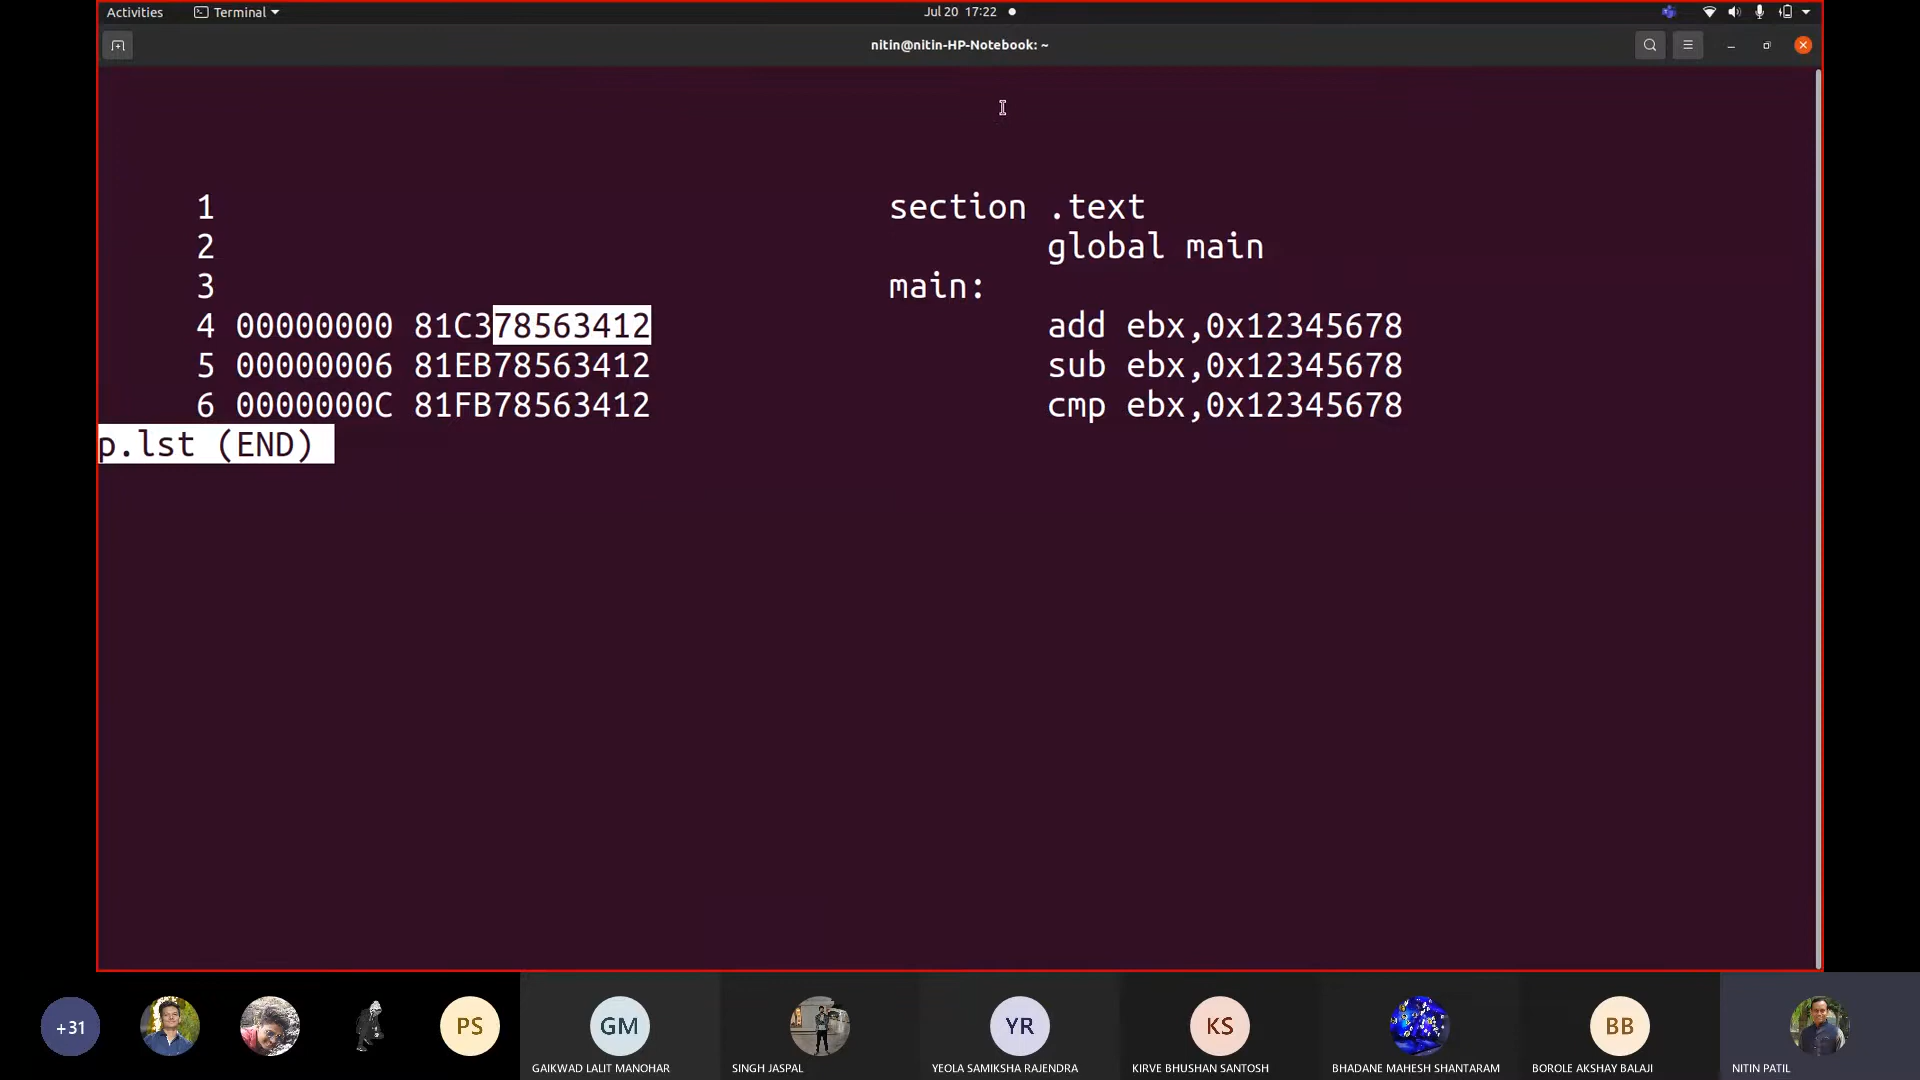 Activities Terminal Jul 20 17:22
nitin@nitin-HP-Notebook: ~
1 section .text
2 global main
3 main:
4 00000000 81C378563412 add ebx,0x12345678
5 00000006 81EB78563412 sub ebx,0x12345678
6 0000000C 81FB78563412 cmp ebx,0x12345678
p.lst (END)
+31 PS GM YR KS BB
GAIKWAD LALIT MANOHAR SINGH JASPAL YEOLA SAMIKSHA RAJENDRA KIRVE BHUSHAN SANTOSH BHADANE MAHESH SHANTARAM BOROLE AKSHAY BALAJI NITIN PATIL